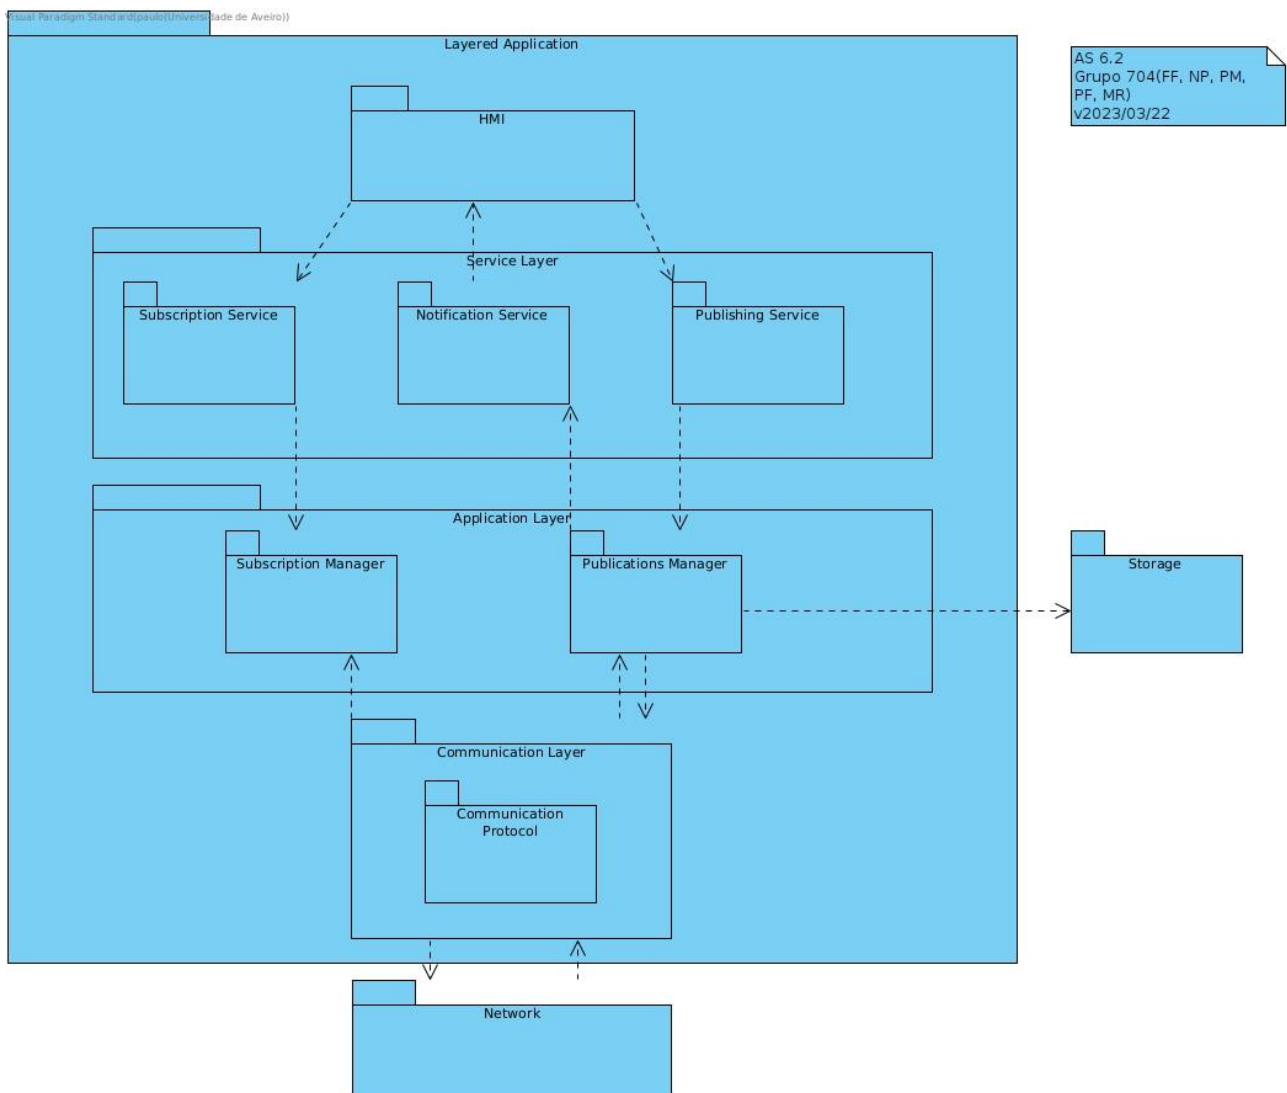 Visual Paradigm Standard(paulo(Universidade de Aveiro))
Layered Application
AS 6.2
Grupo 704(FF, NP, PM,
PF, MR)
v2023/03/22
HMI
Service Layer
Subscription Service
Notification Service
Publishing Service
Application Layer
Subscription Manager
Publications Manager
Storage
Communication Layer
Communication
Protocol
Network